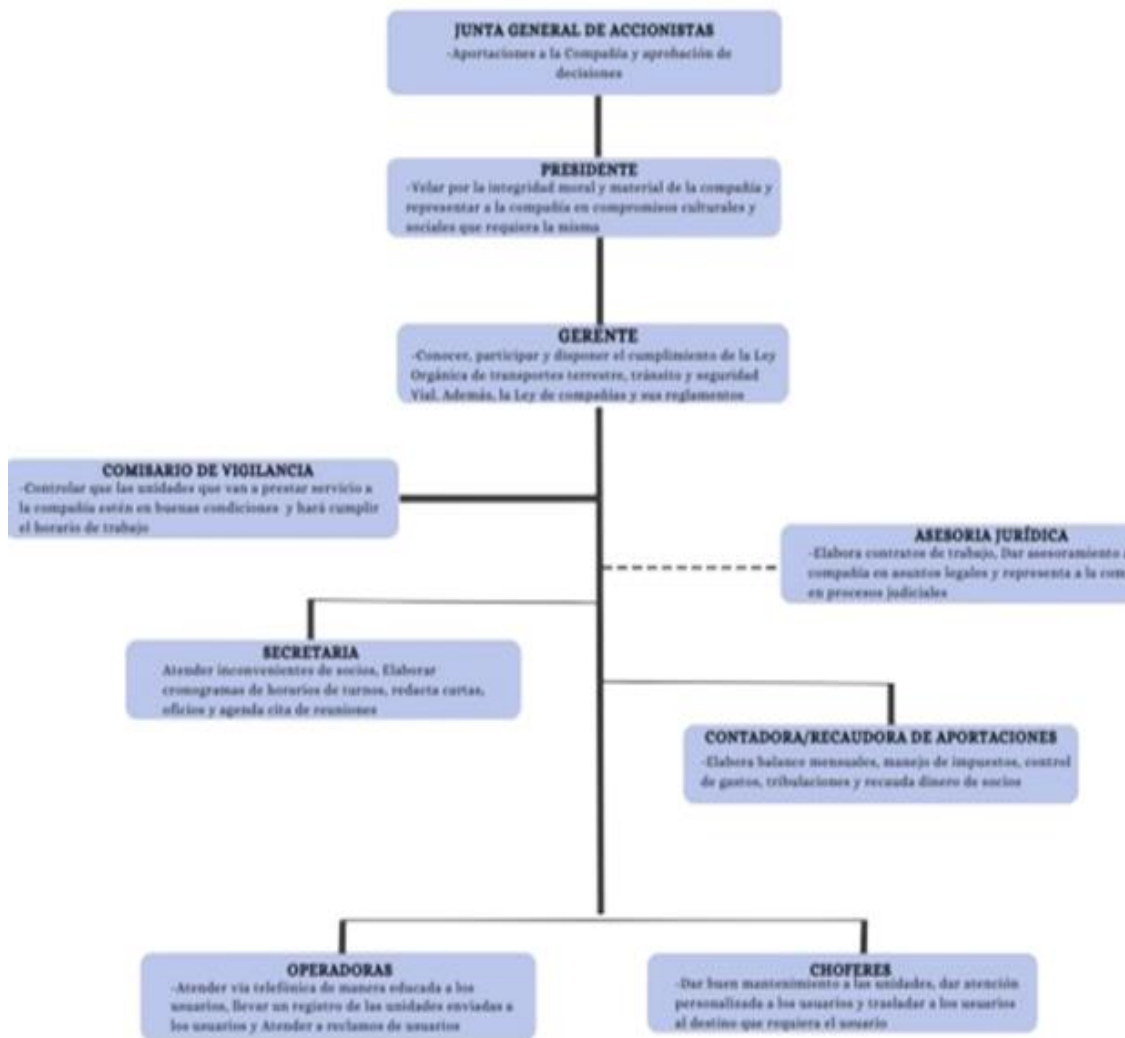 JUNTA GENERAL DE ACCIONISTAS
-Aportaciones a la Compañía y aprobación de
decisiones
PRESIDENTE
-Velar por la integridad moral y material de la compañía y
representar a la compañía en compromisos culturales y
sociales que requiera la misma
GERENTE
-Conocer, participar y disponer el cumplimiento de la Ley
Orgánica de transportes terrestre, tránsito y seguridad
Vial. Además, la Ley de compañías y sus reglamentos
COMISARIO DE VIGILANCIA
-Controlar que las unidades que van a prestar servicio a
la compañía estén en buenas condiciones y hará cumplir
el horario de trabajo
ASESORIA JURÍDICA
-Elabora contratos de trabajo, Dar asesoramiento
compañía en asuntos legales y representa a la com
en procesos judiciales
SECRETARIA
Atender inconvenientes de socios, Elaborar
cronogramas de horarios de turnos, redacta cartas,
oficios y agenda cita de reuniones
CONTADORA/RECAUDORA DE APORTACIONES
-Elabora balance mensuales, manejo de impuestos, control
de gastos, tribulaciones y recauda dinero de socios
OPERADORAS
-Atender vía telefónica de manera educada a los
usuarios, llevar un registro de las unidades enviadas a
los usuarios y Atender a reclamos de usuarios
CHOFERES
-Dar buen mantenimiento a las unidades, dar atención
personalizada a los usuarios y trasladar a los usuarios
al destino que requiera el usuario